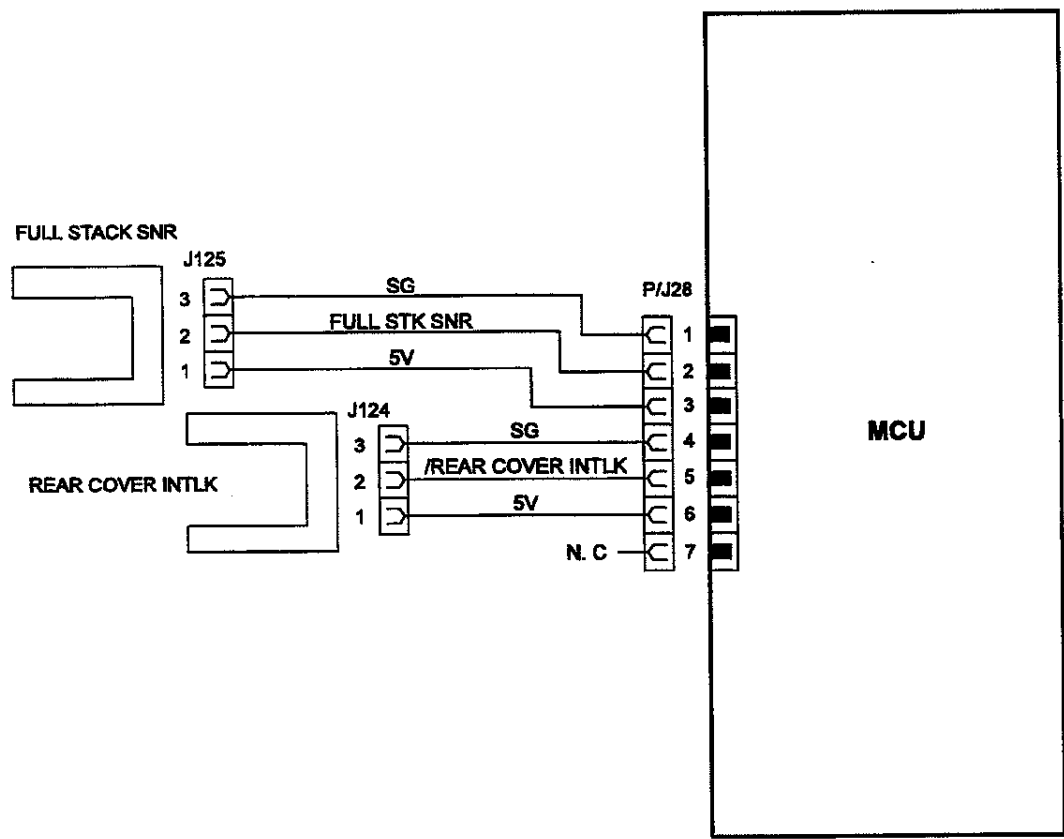 FULL STACK SNR
J125
3
2
1
SG
FULL STK SNR
5V
P/J28
1
2
3
4
5
6
7
MCU
REAR COVER INTLK
J124
3
2
1
SG
/REAR COVER INTLK
5V
N. C